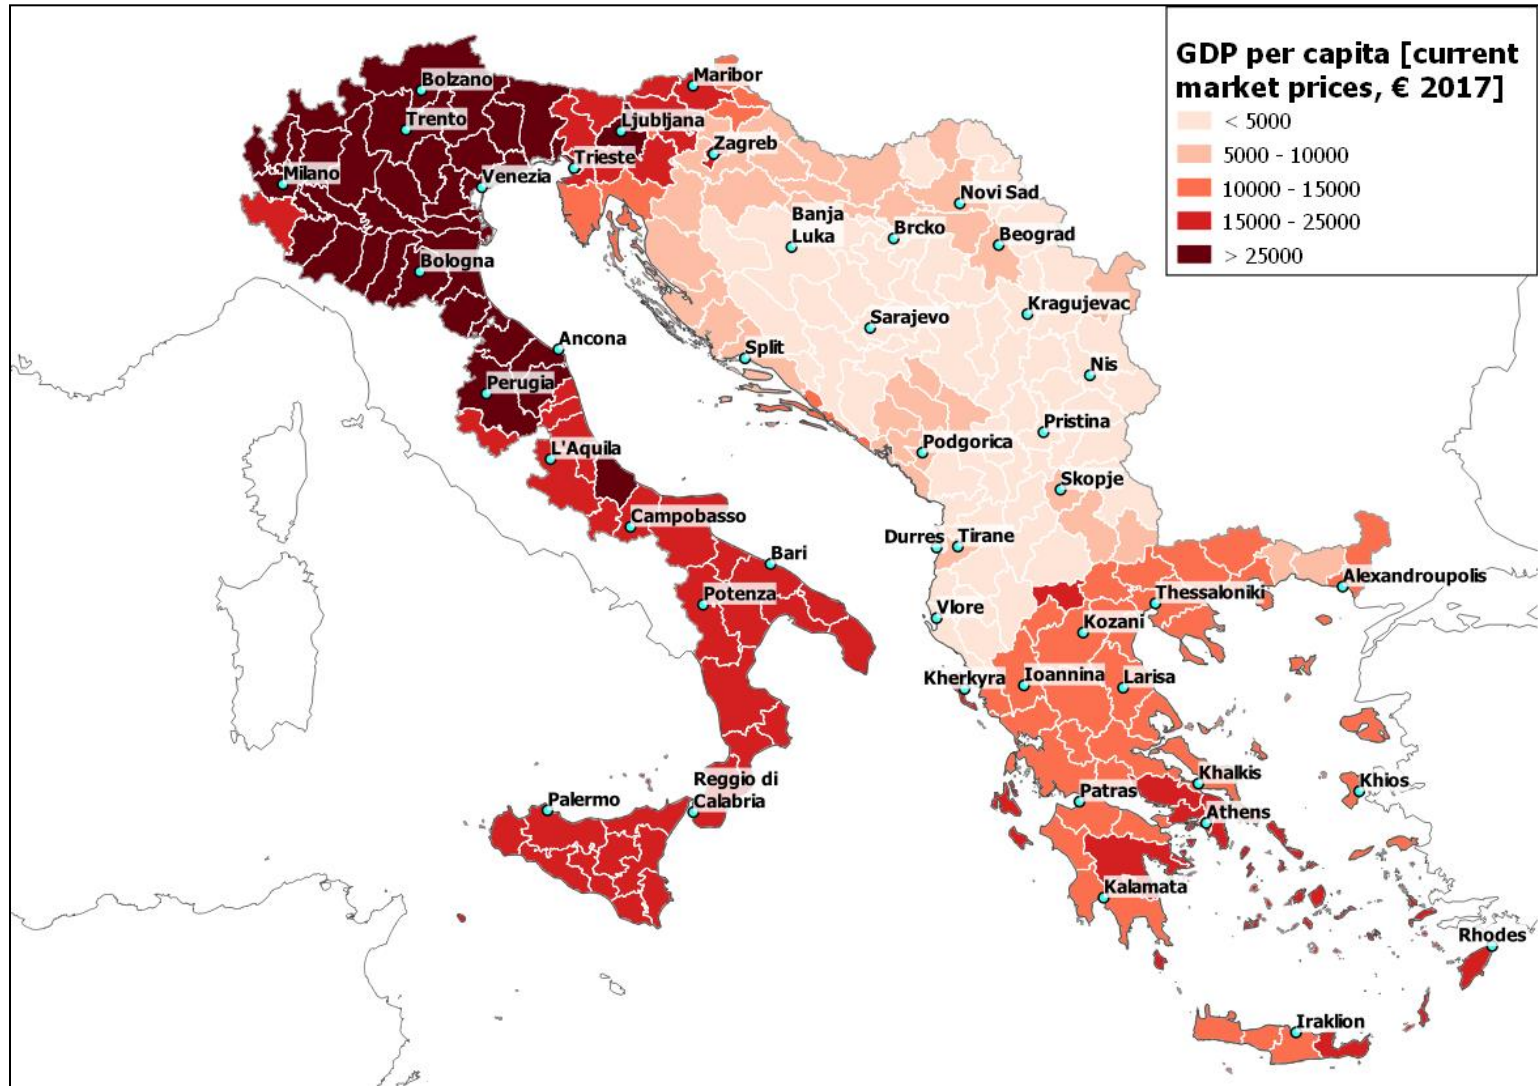 GDP per capita [current
market prices, € 2017]
< 5000
5000 - 10000
10000 - 15000
15000 - 25000
> 25000
Bolzano
Maribor
Trento
Ljubljana
Zagreb
Trieste
Milano
Venezia
Novi Sad
Banja
Luka
Brcko
Beograd
Bologna
Kragujevac
Sarajevo
Ancona
Split
Nis
Perugia
Pristina
Podgorica
L'Aquila
Skopje
Campobasso
Durres
Tirane
Bari
Alexandroupolis
Potenza
Thessaloniki
Vlore
Kozani
Kherkyra
Ioannina
Larisa
Reggio di
Calabria
Khalkis
Khios
Palermo
Patras
Athens
Kalamata
Rhodes
Iraklion